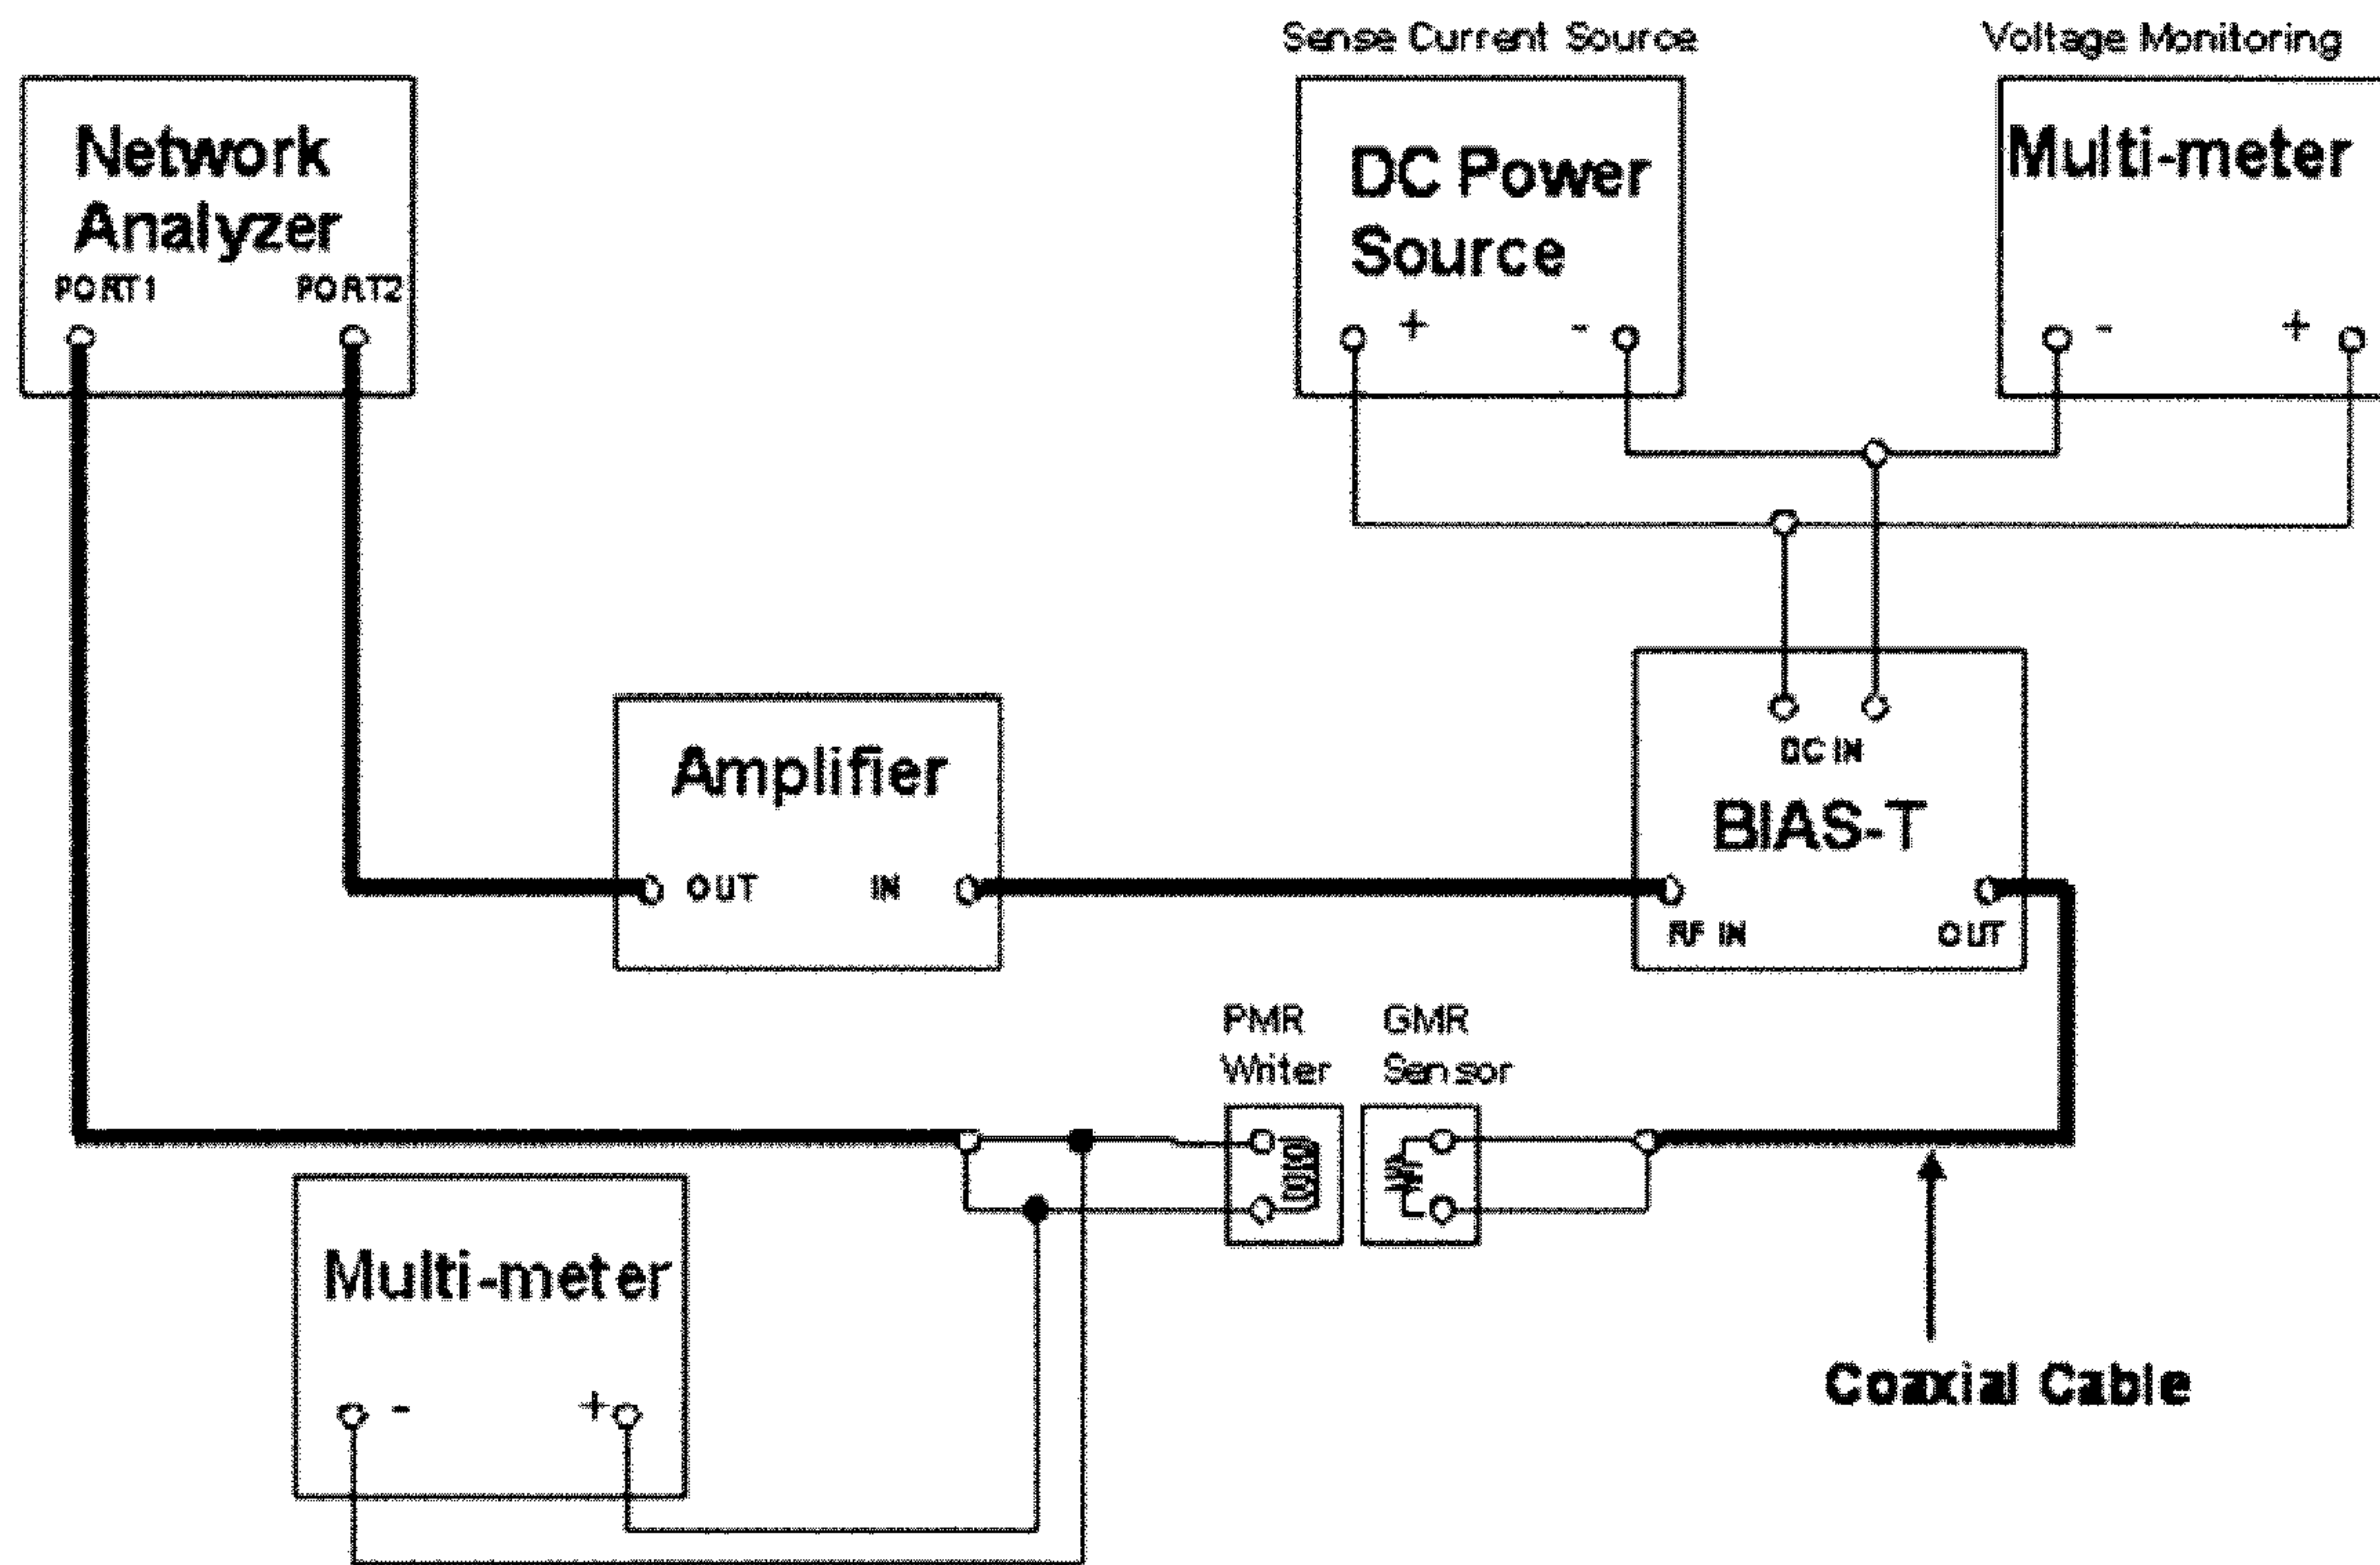 Sense Current Source
Voltage Monitoring
Network
Analyzer
PORT1
PORT2
DC Power
Source
+
-
Multi-meter
-
+
Amplifier
OUT
IN
DC IN
BIAS-T
RF IN
OUT
PMR
Writer
GMR
Sensor
Multi-meter
-
+
Coaxial Cable